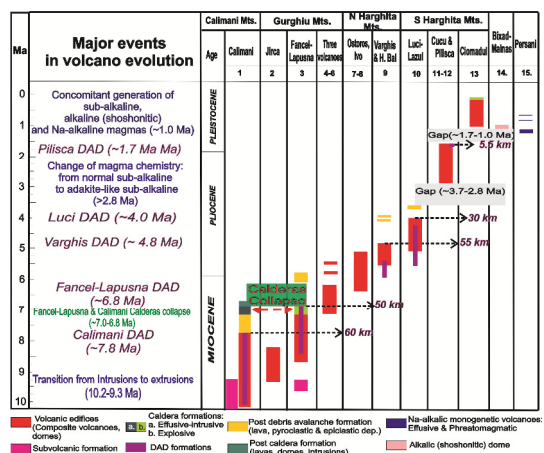 Calimani Mts.
Gurghiu Mts.
N Harghita Mts.
S Harghita Mts.
Ma
Major events
in volcano evolution
Age
Calimani
Jirca
Fancel-Lapusna
Three volcanoes
Ostoros, Ivo
Varghis & H. Bai
Luci-Lazul
Cucu & Pilisca
Ciomadul
Bixad-Malnas
Persani
1
2
3
4-6
7-8
9
10
11-12
13
14.
15.
0
1
2
3
4
5
6
7
8
9
10
PLEISTOCENE
PLIOCENE
MIOCENE
Concomitant generation of
sub-alkaline,
alkaline (shoshonitic)
and Na-alkaline magmas (~1.0 Ma)
Pilisca DAD (~1.7 Ma Ma)
Change of magma chemistry:
from normal sub-alkaline
to adakite-like sub-alkaline
(>2.8 Ma)
Luci DAD (~4.0 Ma)
Varghis DAD (~ 4.8 Ma)
Fancel-Lapusna DAD
(~6.8 Ma)
Fancel-Lapusna & Calimani Calderas collapse
(~7.0-6.8 Ma)
Calimani DAD
(~7.8 Ma)
Transition from Intrusions to extrusions
(10.2-9.3 Ma)
Gap(~1.7-1.0 Ma)
5.5 km
Gap (~3.7-2.8 Ma)
30 km
55 km
Calderas
Collapse
50 km
60 km
Volcanic edifices
(Composite volcanoes,
domes)
Subvolcanic formation
a. b. Caldera formations:
a. Effusive-intrusive
b. Explosive
DAD formations
Post debris avalanche formation
(lava, pyroclastic & epiclastic dep.)
Post caldera formation
(lavas, domes, intrusions)
Na-alkalic monogenetic volcanoes:
Effusive & Phreatomagmatic
Alkalic (shoshonitic) dome